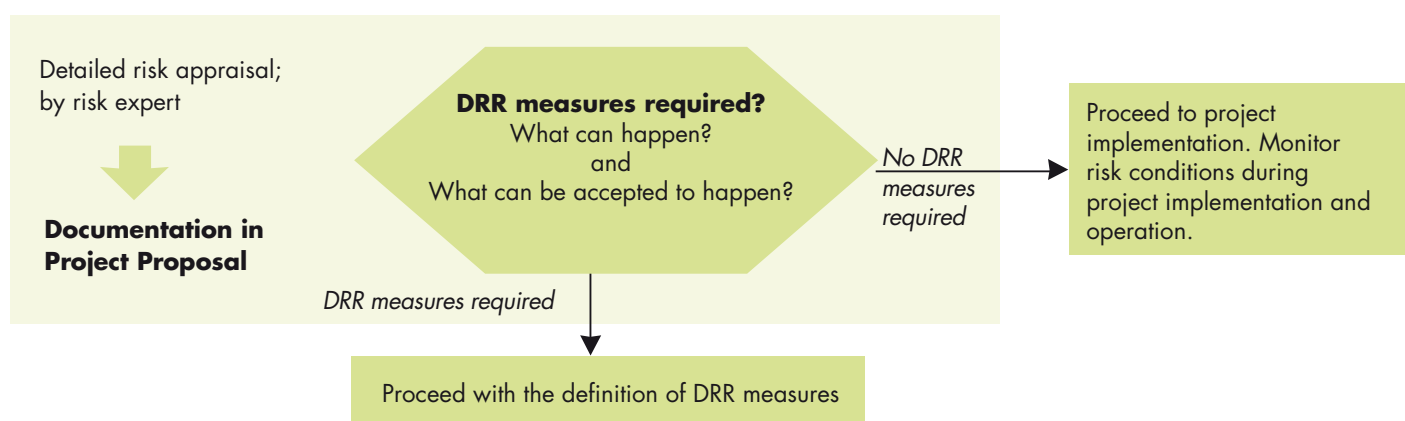 Detailed risk appraisal;
by risk expert
Documentation in
Project Proposal
DRR measures required?
What can happen?
and
What can be accepted to happen?
No DRR
measures
required
Proceed to project
implementation. Monitor
risk conditions during
project implementation and
operation.
DRR measures required
Proceed with the definition of DRR measures